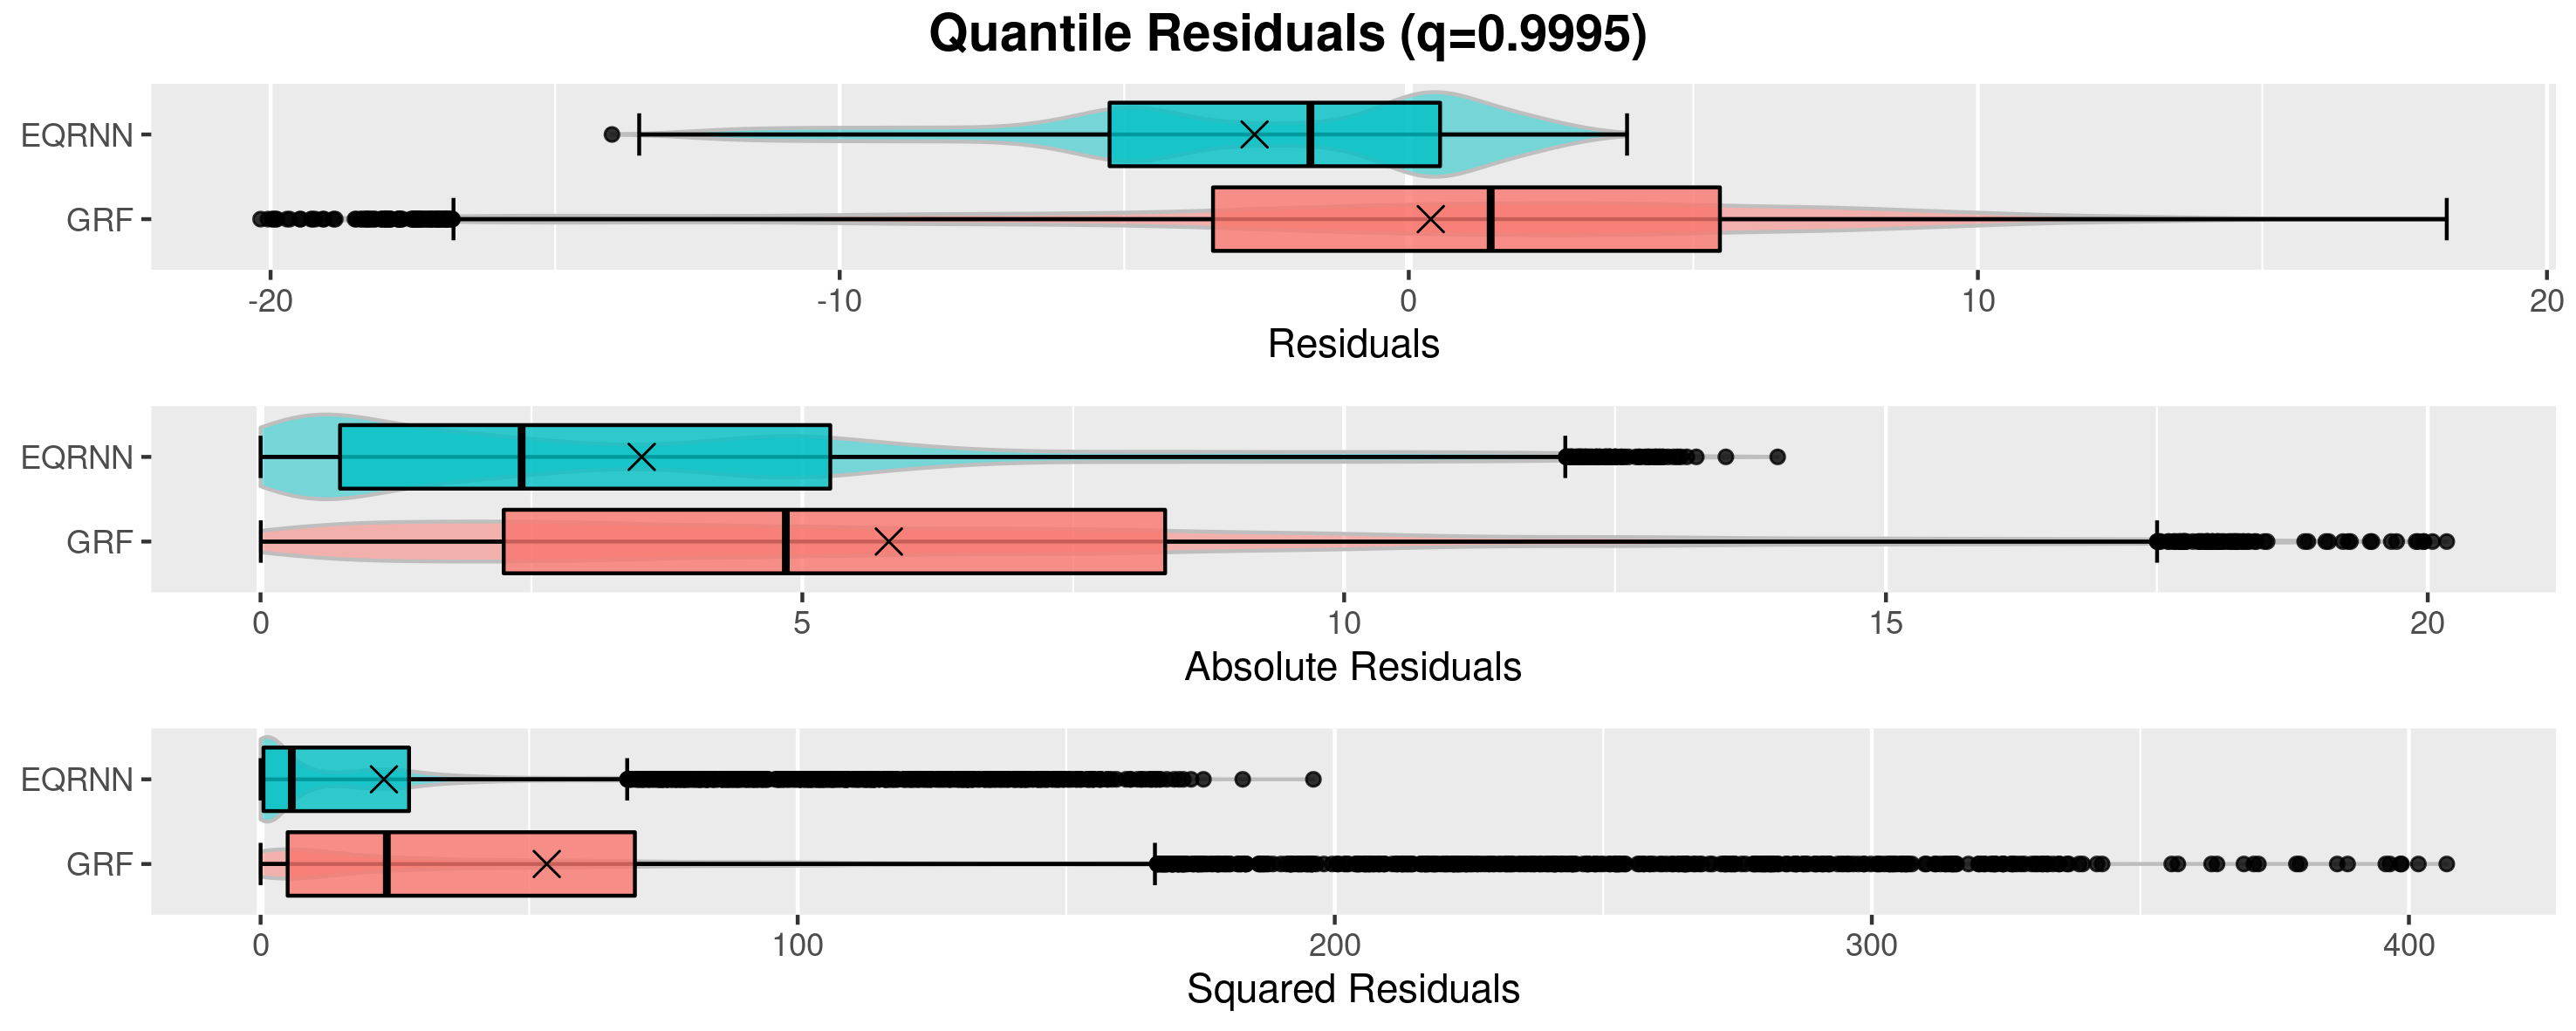 Quantile Residuals (q=0.9995)
EQRNN
GRF
-20 -10 0 10 20
Residuals
EQRNN
GRF
0 5 10 15 20
Absolute Residuals
EQRNN
GRF
0 100 200 300 400
Squared Residuals